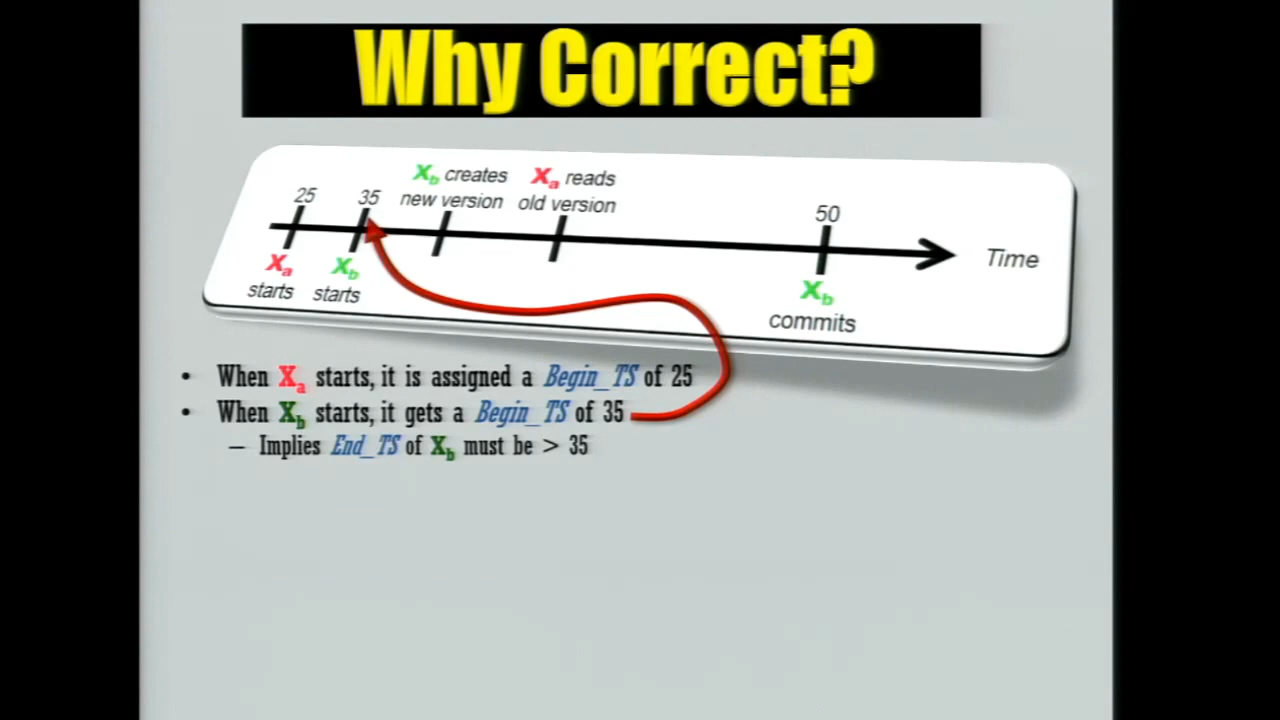 Why Correct?
25
35
Xb creates
new version
Xa reads
old version
50
Time
Xa
starts
Xb
starts
Xb
commits
• When Xa starts, it is assigned a Begin_TS of 25
• When Xb starts, it gets a Begin_TS of 35
– Implies End_TS of Xb must be > 35